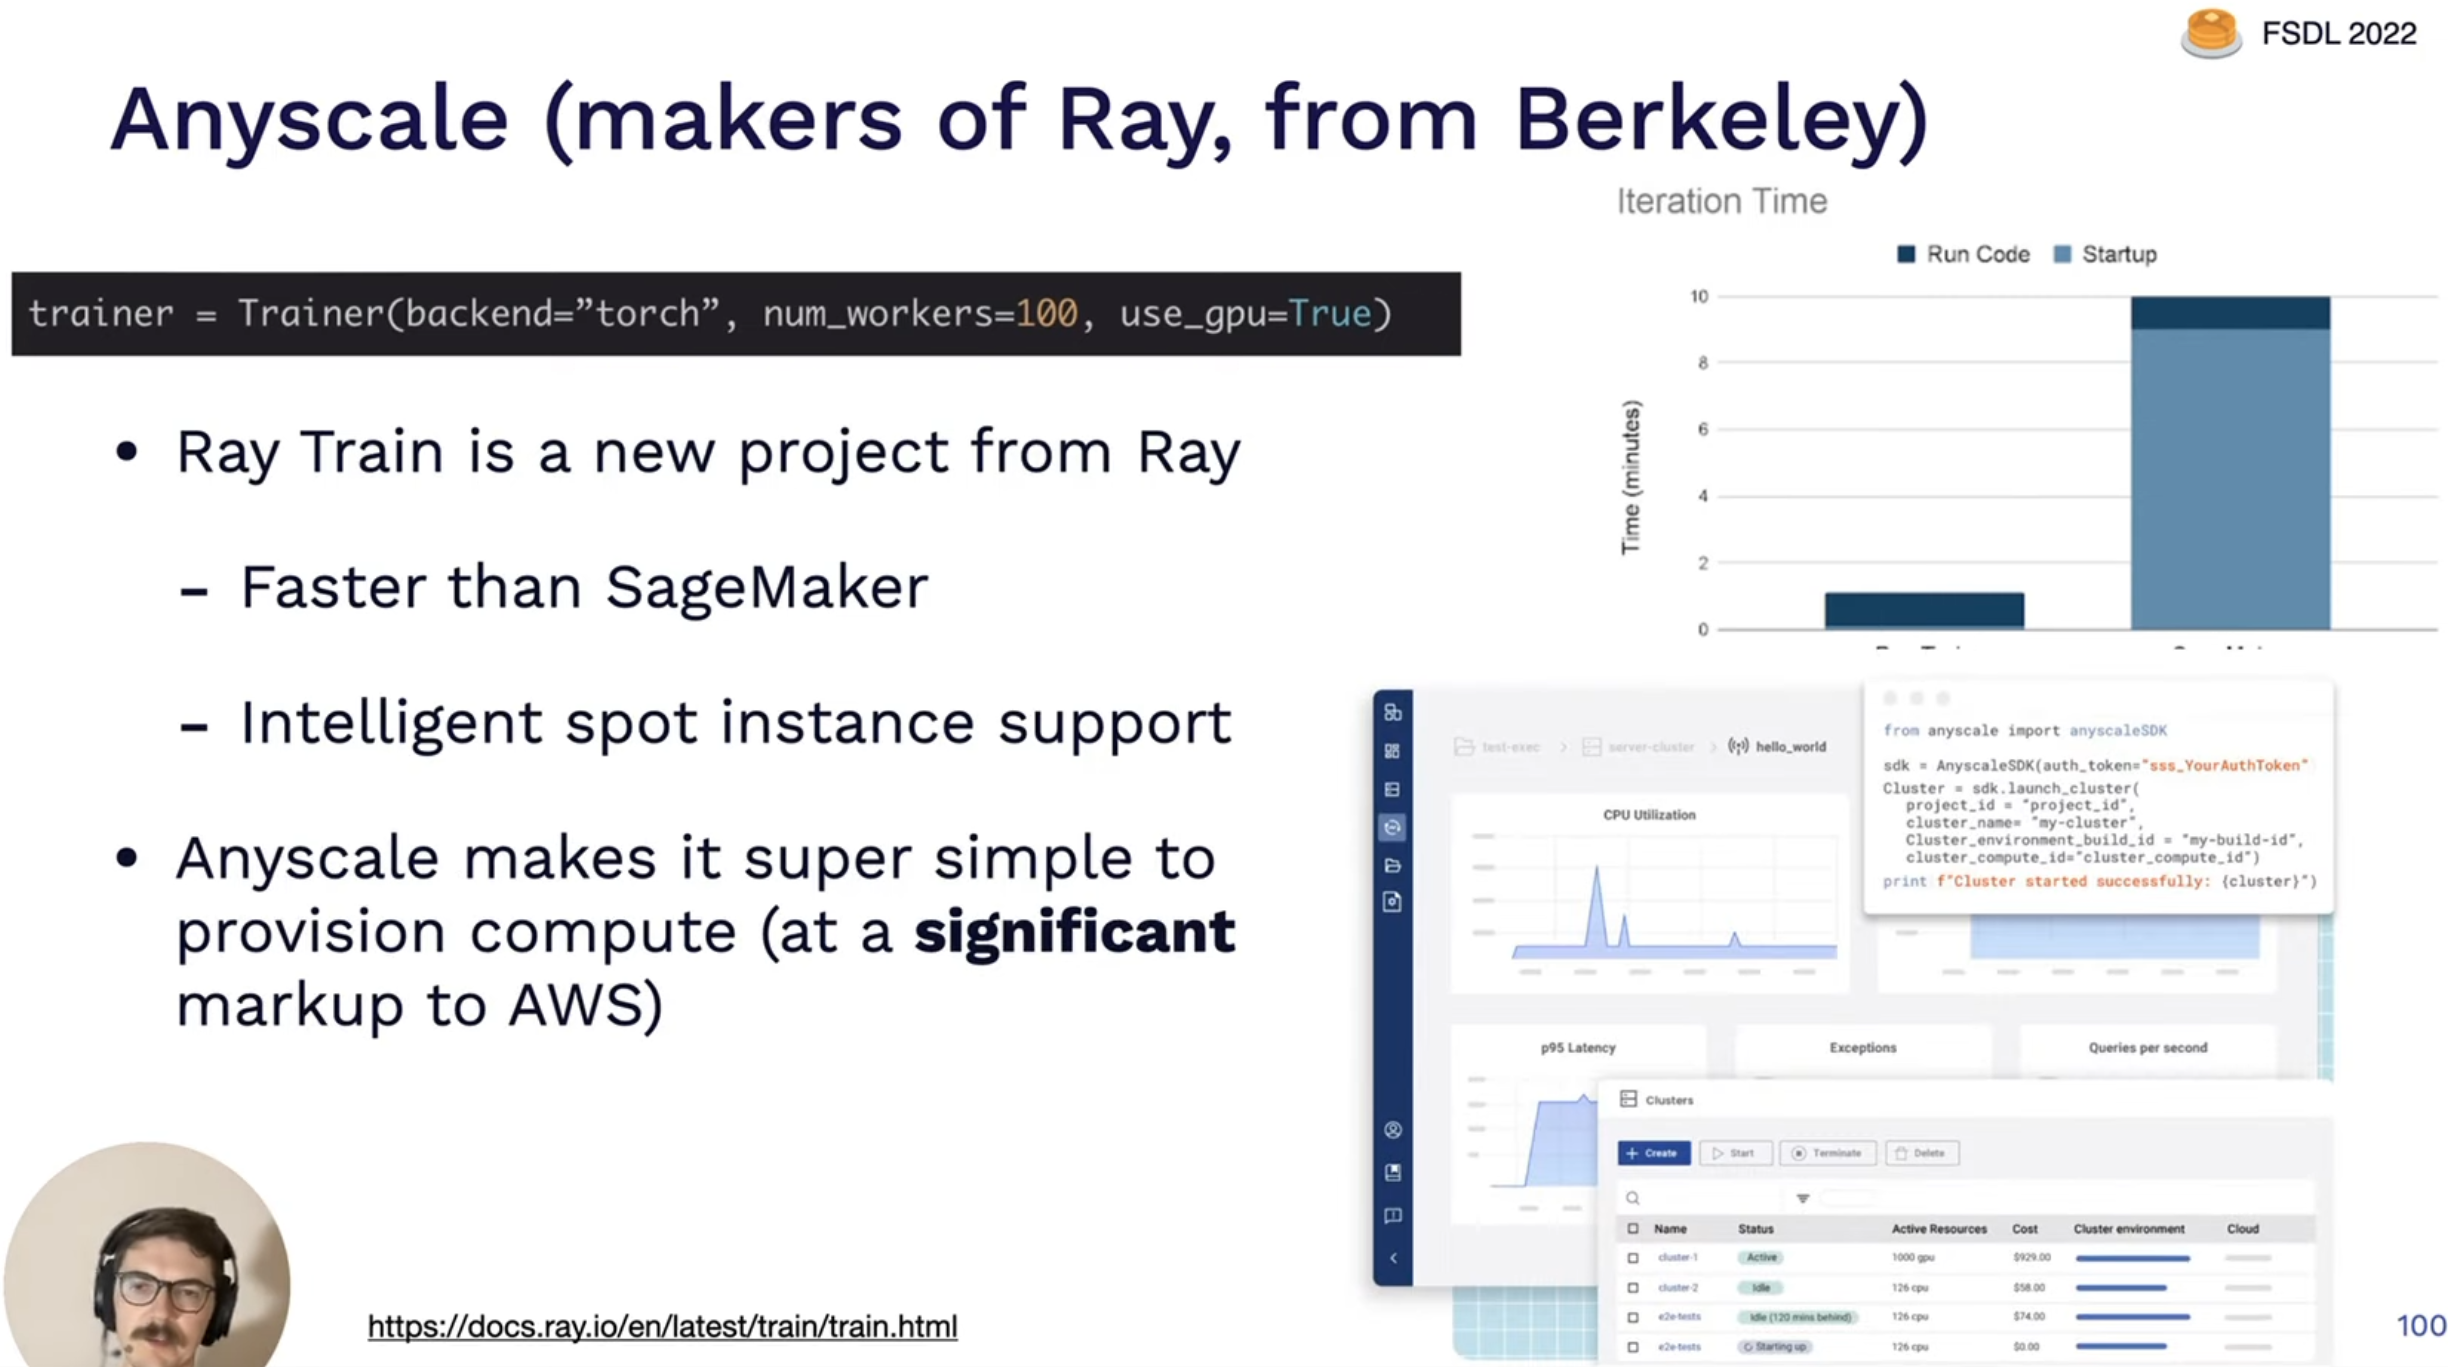 FSDL 2022
Anyscale (makers of Ray, from Berkeley)
trainer = Trainer(backend=”torch”, num_workers=100, use_gpu=True)
• Ray Train is a new project from Ray
– Faster than SageMaker
– Intelligent spot instance support
• Anyscale makes it super simple to
provision compute (at a significant
markup to AWS)
https://docs.ray.io/en/latest/train/train.html
Iteration Time
Run Code Startup
Time (minutes)
10
8
6
4
2
0
test-exec > server-cluster > hello_world
CPU Utilization
from anyscale import anyscaleSDK
sdk = AnyscaleSDK(auth_token="sss_YourAuthToken"
Cluster = sdk.launch_cluster(
project_id = "project_id",
cluster_name= "my-cluster",
Cluster_environment_build_id = "my-build-id",
cluster_compute_id="cluster_compute_id")
print f"Cluster started successfully: {cluster}")
p95 Latency
Exceptions
Queries per second
Clusters
+ Create Start Terminate Delete
Name Status Active Resources Cost Cluster environment Cloud
cluster-1 Active 1000 gpu $929.00
cluster-2 Idle 126 cpu $58.00
e2e-tests Idle (120 mins behind) 126 cpu $74.00
e2e-tests Starting up 126 cpu $0.00
100